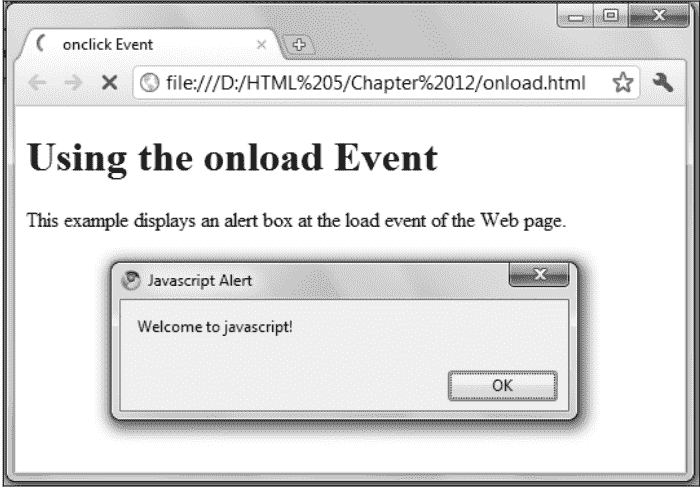 onclick Event
file:///D:/HTML%205/Chapter%2012/onload.html
Using the onload Event
This example displays an alert box at the load event of the Web page.
Javascript Alert
Welcome to javascript!
OK